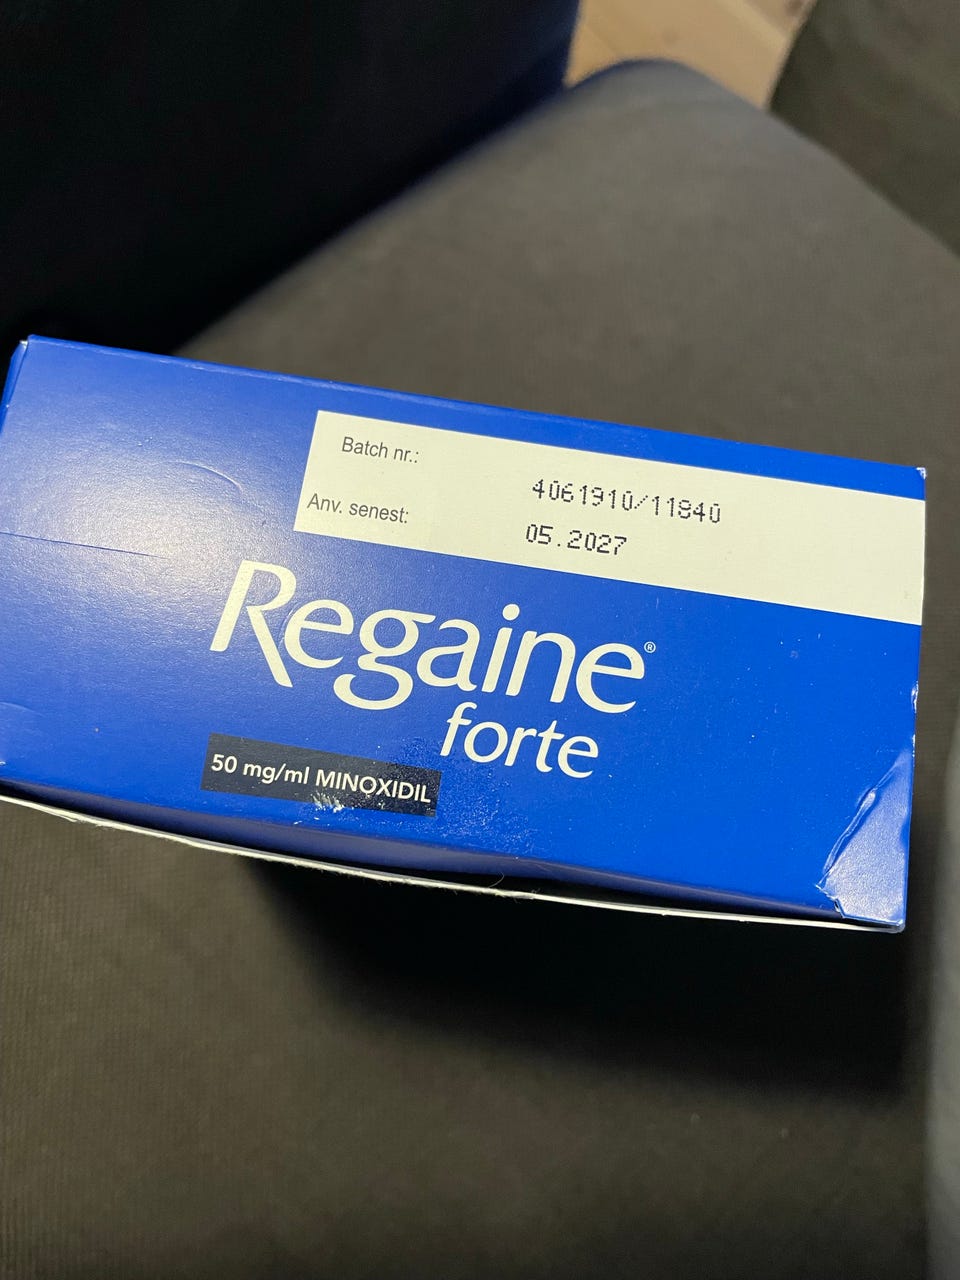 Batch nr.:
4061910/11840
Anv. senest:
05.2027
Regaine®
forte
50 mg/ml MINOXIDIL